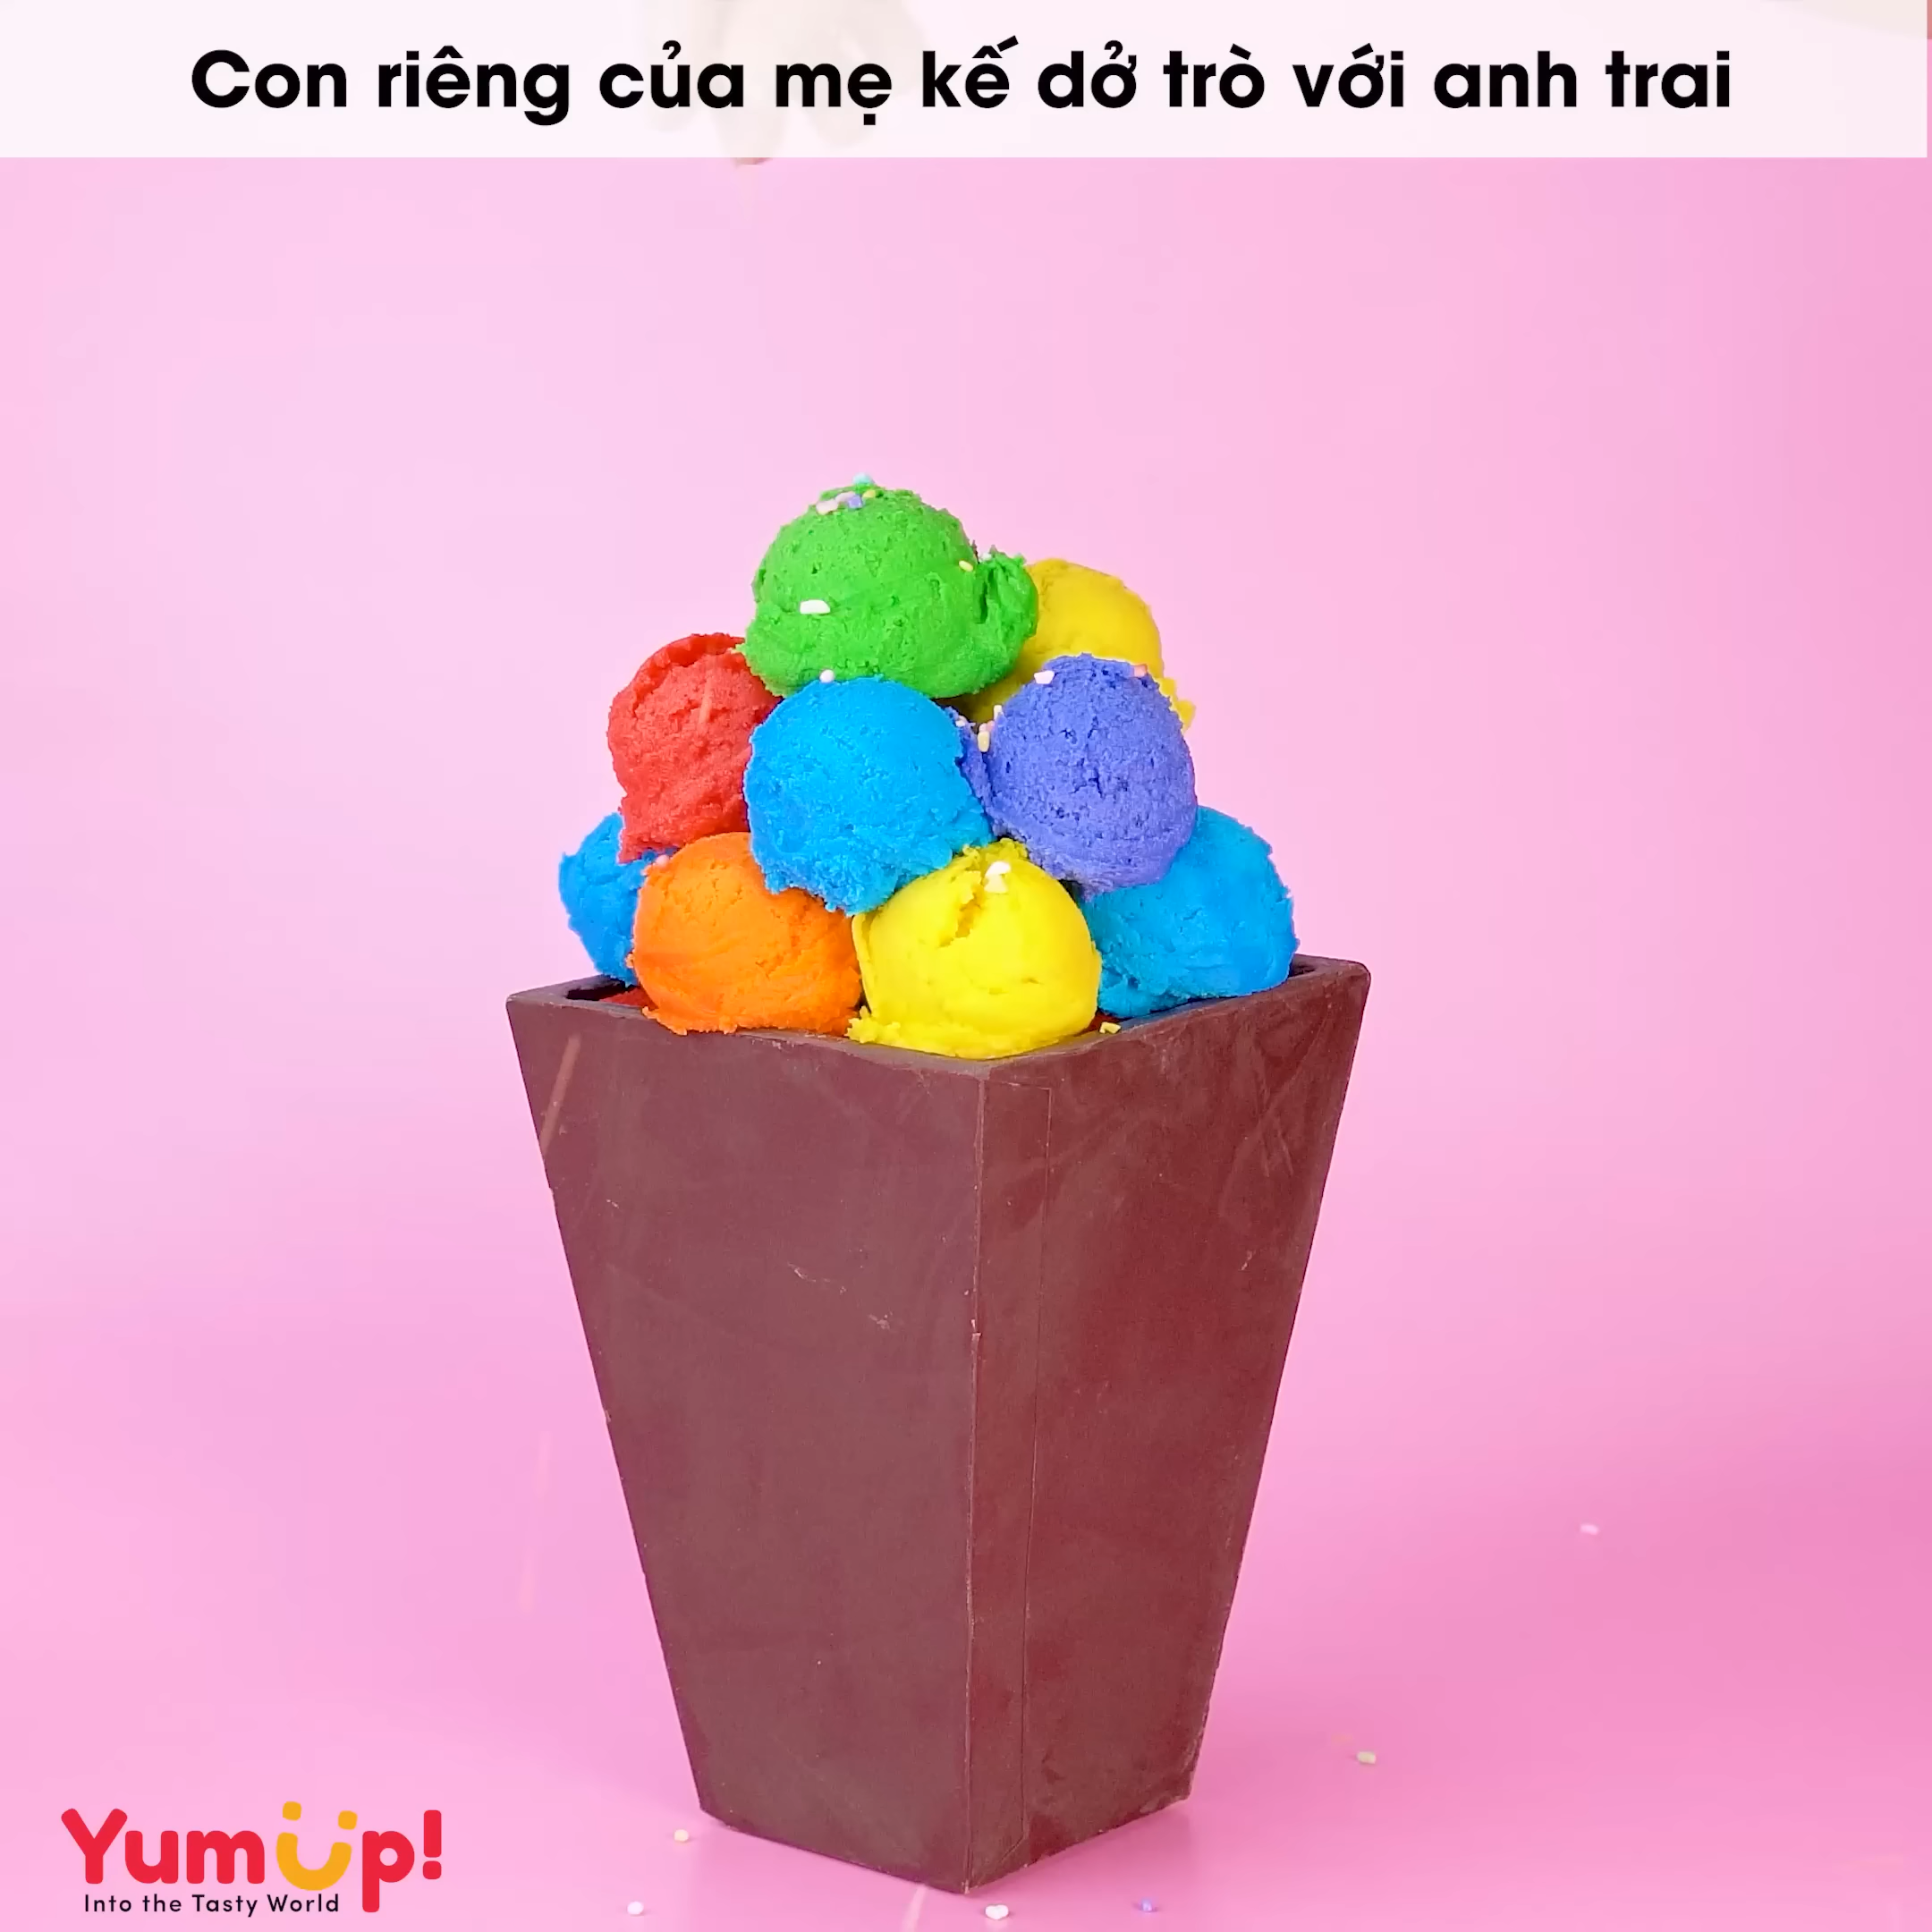 Con riêng của mẹ kế dở trò với anh trai
YumUp!
Into the Tasty World